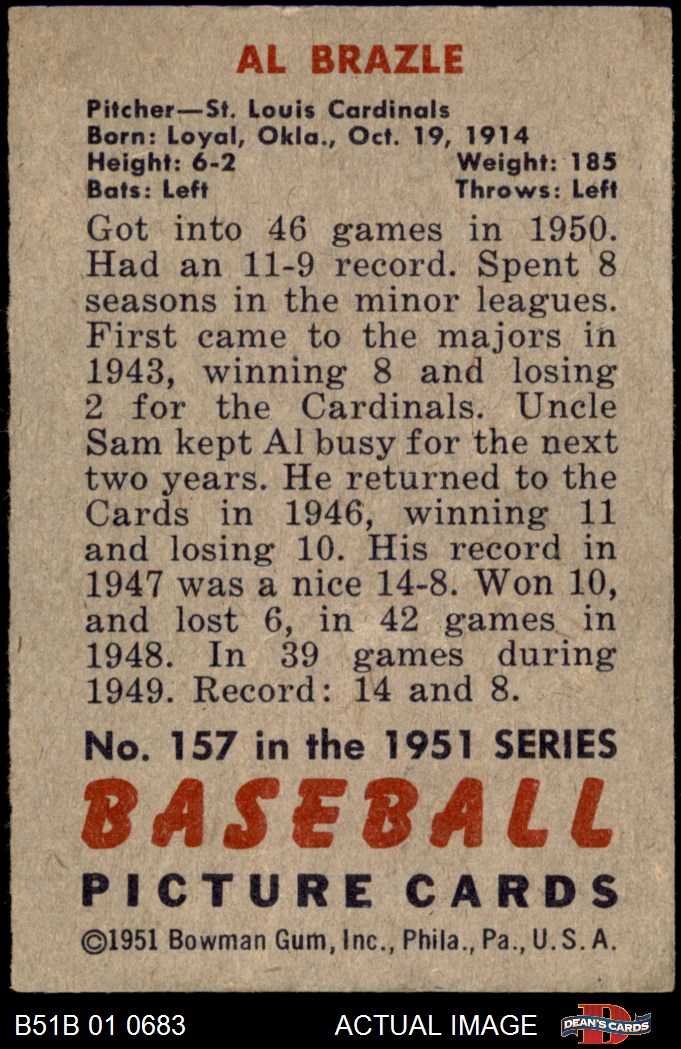 AL BRAZLE
Pitcher—St. Louis Cardinals
Born: Loyal, Okla., Oct. 19, 1914
Height: 6-2 Weight: 185
Bats: Left Throws: Left
Got into 46 games in 1950.
Had an 11-9 record. Spent 8
seasons in the minor leagues.
First came to the majors in
1943, winning 8 and losing
2 for the Cardinals. Uncle
Sam kept Al busy for the next
two years. He returned to the
Cards in 1946, winning 11
and losing 10. His record in
1947 was a nice 14-8. Won 10,
and lost 6, in 42 games in
1948. In 39 games during
1949. Record: 14 and 8.
No. 157 in the 1951 SERIES
BASEBALL
PICTURE CARDS
©1951 Bowman Gum, Inc., Phila., Pa., U.S.A.
B51B 01 0683 ACTUAL IMAGE D DEAN'S CARDS